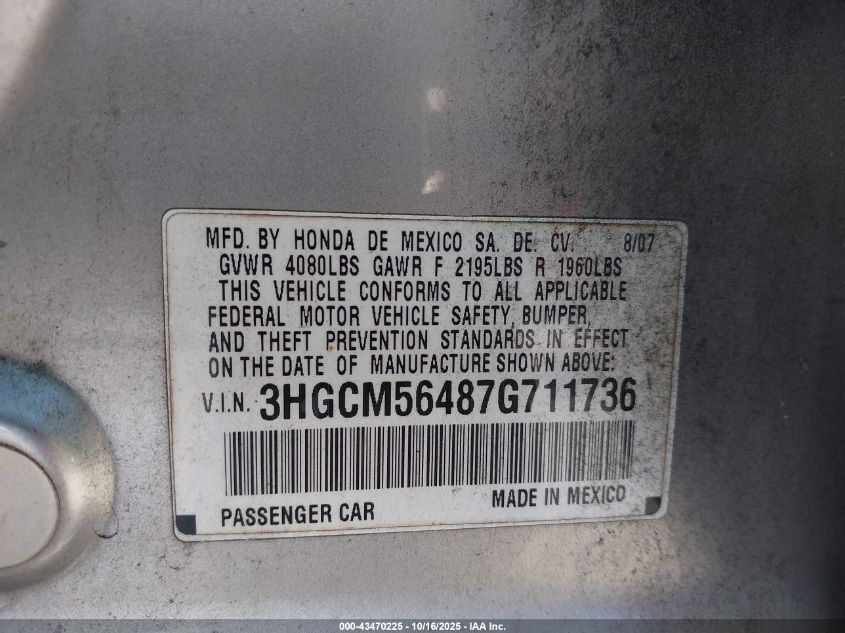 MFD. BY HONDA DE MEXICO SA. DE. CV. 8/07
GVWR 4080LBS GAWR F 2195LBS R 1960LBS
THIS VEHICLE CONFORMS TO ALL APPLICABLE
FEDERAL MOTOR VEHICLE SAFETY, BUMPER,
AND THEFT PREVENTION STANDARDS IN EFFECT
ON THE DATE OF MANUFACTURE SHOWN ABOVE:
V.I.N. 3HGCM56487G711736
PASSENGER CAR MADE IN MEXICO
000-43470225 - 10/16/2025 - IAA Inc.